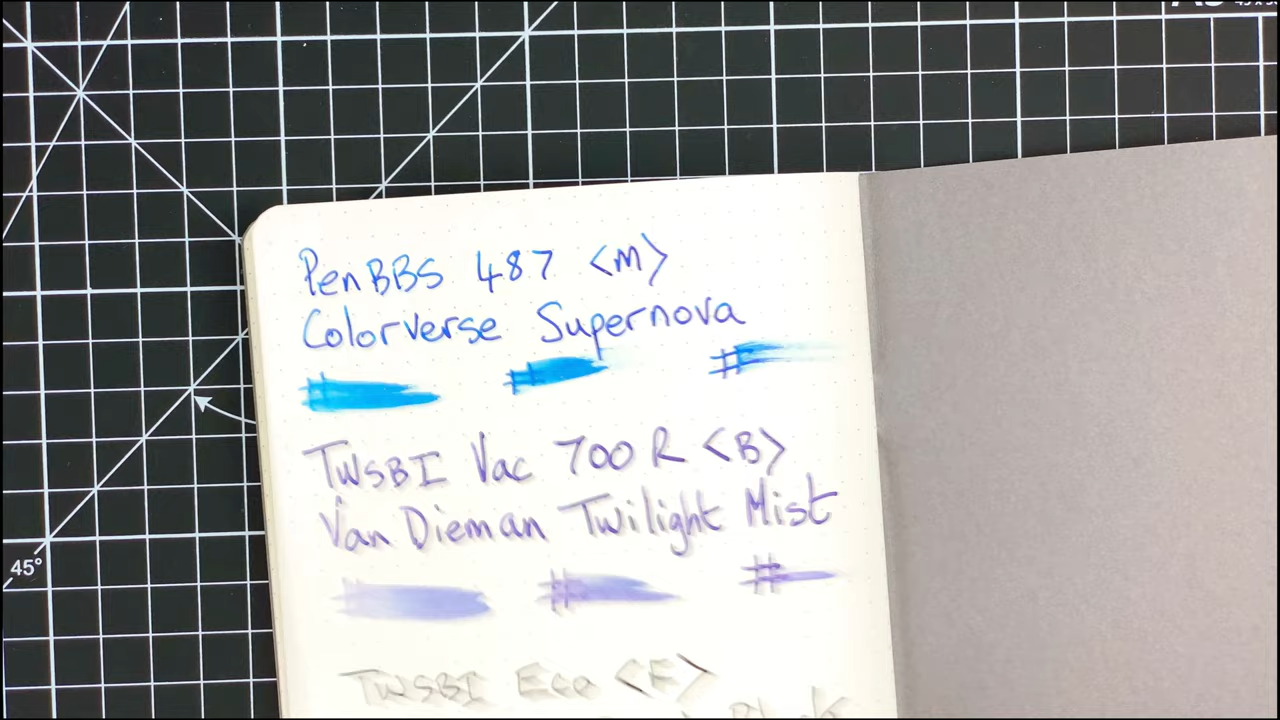 PenBBS 487 <M>
Colorverse Supernova
# # #
TWSBI Vac 700 R <B>
Van Dieman Twilight Mist
# # #
TWSBI Eco <F>
45°